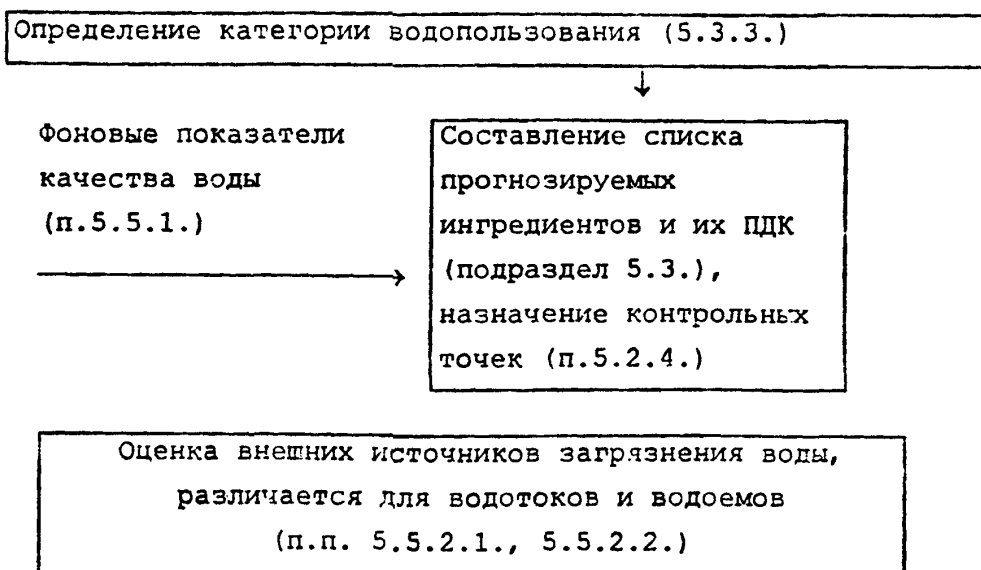 Определение категории водопользования (5.3.3.)
Фоновые показатели
качества воды
(п.5.5.1.)
Составление списка
прогнозируемых
ингредиентов и их ПДК
(подраздел 5.3.),
назначение контрольных
точек (п.5.2.4.)
Оценка внешних источников загрязнения воды,
различается для водотоков и водоемов
(п.п. 5.5.2.1., 5.5.2.2.)